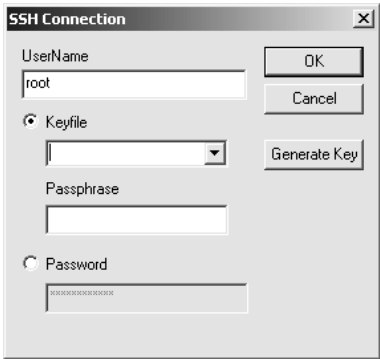 SSH Connection
UserName
root
OK
Cancel
Keyfile
Generate Key
Passphrase
Password
************